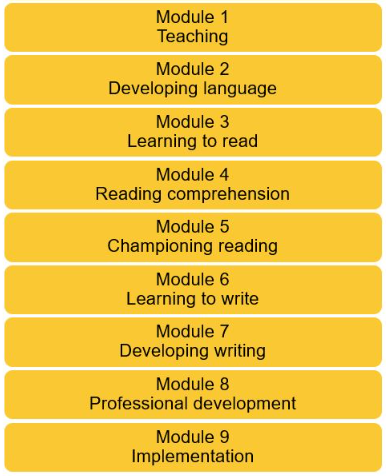 Module 1
Teaching
Module 2
Developing language
Module 3
Learning to read
Module 4
Reading comprehension
Module 5
Championing reading
Module 6
Learning to write
Module 7
Developing writing
Module 8
Professional development
Module 9
Implementation